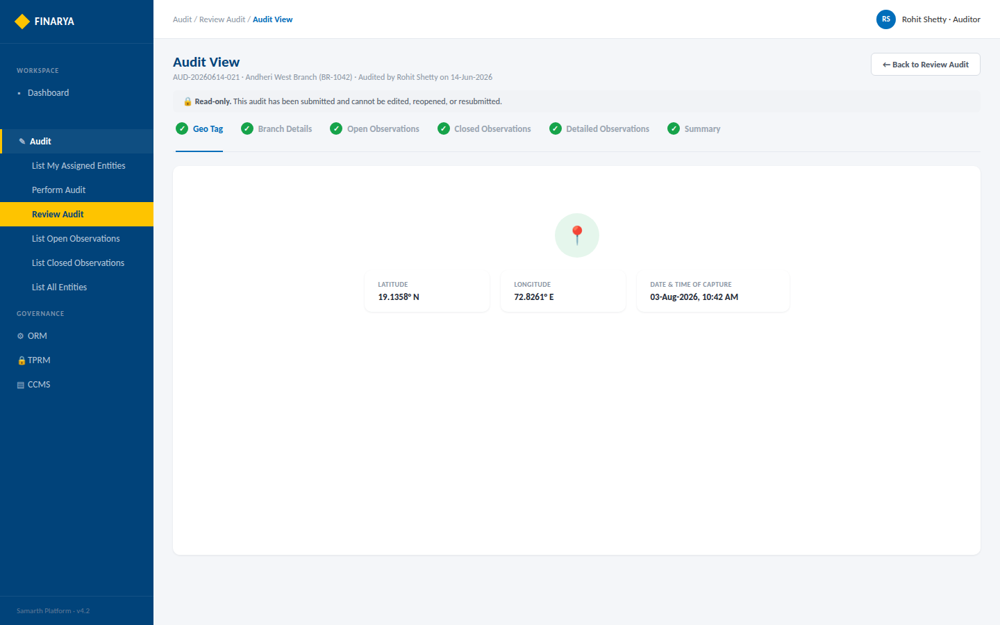 FINARYA
Audit / Review Audit / Audit View
RS
Rohit Shetty · Auditor
WORKSPACE
Dashboard
Audit
List My Assigned Entities
Perform Audit
Review Audit
List Open Observations
List Closed Observations
List All Entities
GOVERNANCE
ORM
TPRM
CCMS
Samarth Platform · v4.2
Audit View
AUD-20260614-021 · Andheri West Branch (BR-1042) · Audited by Rohit Shetty on 14-Jun-2026
← Back to Review Audit
Read-only. This audit has been submitted and cannot be edited, reopened, or resubmitted.
✓ Geo Tag
✓ Branch Details
✓ Open Observations
✓ Closed Observations
✓ Detailed Observations
✓ Summary
LATITUDE
19.1358° N
LONGITUDE
72.8261° E
DATE & TIME OF CAPTURE
03-Aug-2026, 10:42 AM